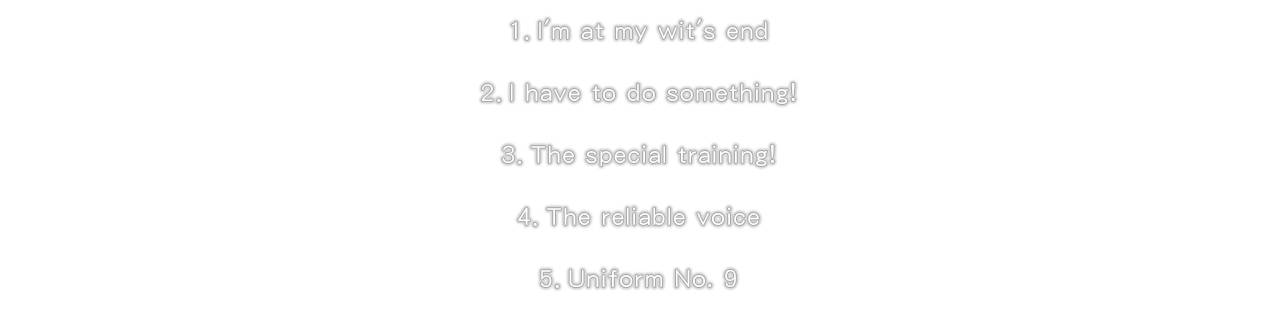 1. I'm at my wit's end
2. I have to do something!
3. The special training!
4. The reliable voice
5. Uniform No. 9